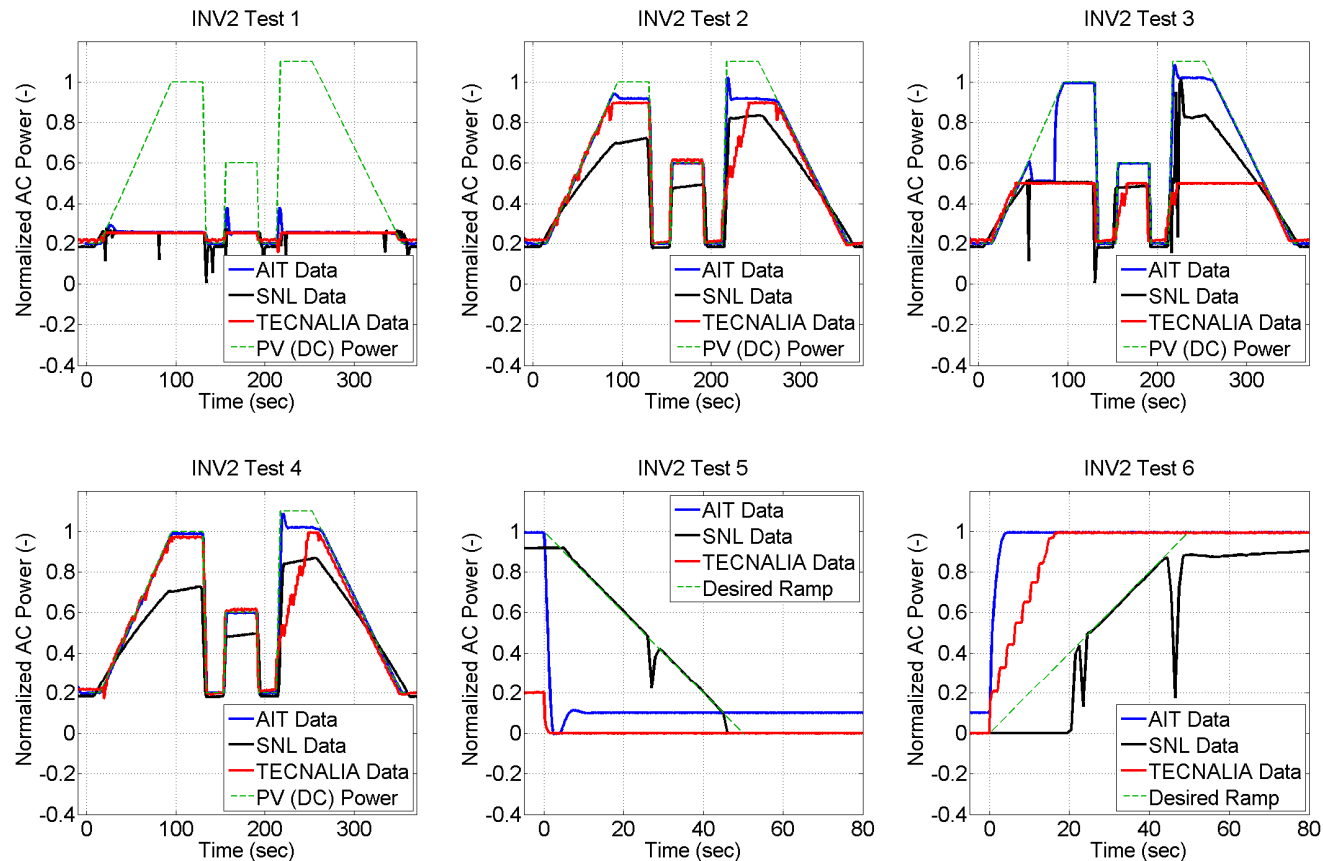 INV2 Test 1
Normalized AC Power (-)
1
0.8
0.6
0.4
0.2
0
-0.2
-0.4
AIT Data
SNL Data
TECNALIA Data
PV (DC) Power
0 100 200 300
Time (sec)
INV2 Test 2
Normalized AC Power (-)
1
0.8
0.6
0.4
0.2
0
-0.2
-0.4
AIT Data
SNL Data
TECNALIA Data
PV (DC) Power
0 100 200 300
Time (sec)
INV2 Test 3
Normalized AC Power (-)
1
0.8
0.6
0.4
0.2
0
-0.2
-0.4
AIT Data
SNL Data
TECNALIA Data
PV (DC) Power
0 100 200 300
Time (sec)
INV2 Test 4
Normalized AC Power (-)
1
0.8
0.6
0.4
0.2
0
-0.2
-0.4
AIT Data
SNL Data
TECNALIA Data
PV (DC) Power
0 100 200 300
Time (sec)
INV2 Test 5
Normalized AC Power (-)
1
0.8
0.6
0.4
0.2
0
-0.2
-0.4
AIT Data
SNL Data
TECNALIA Data
Desired Ramp
0 20 40 60 80
Time (sec)
INV2 Test 6
Normalized AC Power (-)
1
0.8
0.6
0.4
0.2
0
-0.2
-0.4
AIT Data
SNL Data
TECNALIA Data
Desired Ramp
0 20 40 60 80
Time (sec)